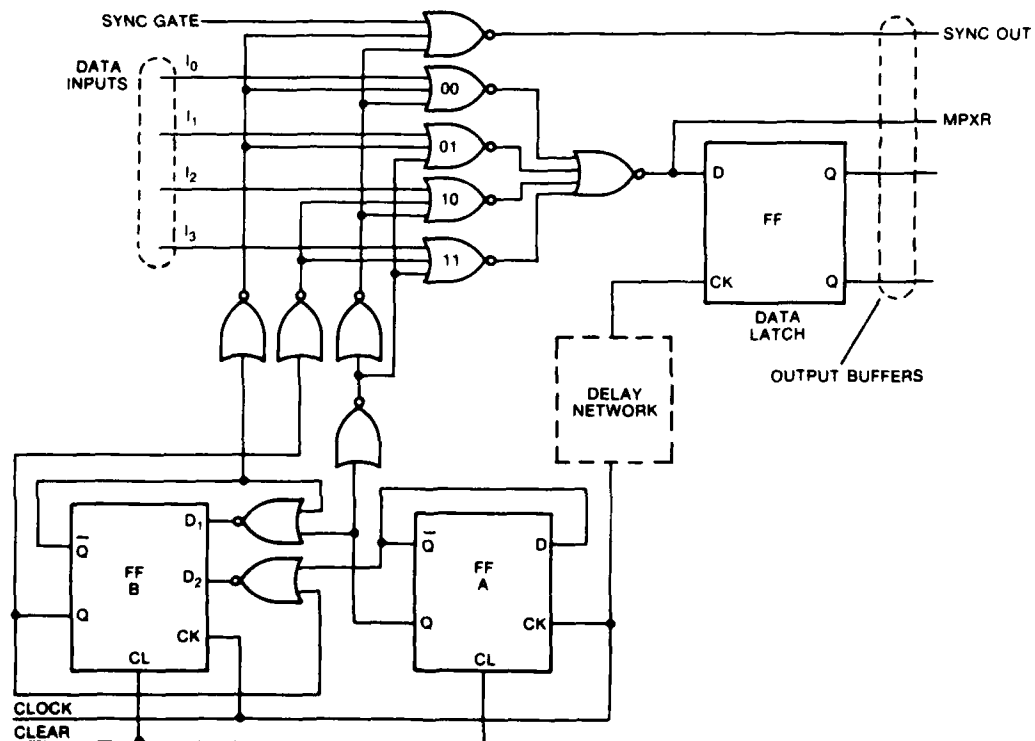 SYNC GATE
SYNC OUT
DATA
INPUTS
I0
00
I1
01
MPXR
I2
10
D
Q
FF
I3
11
CK
Q
DATA
LATCH
OUTPUT BUFFERS
DELAY
NETWORK
D1
Q
Q
D
FF
B
D2
FF
A
Q
Q
CK
CK
CL
CL
CLOCK
CLEAR